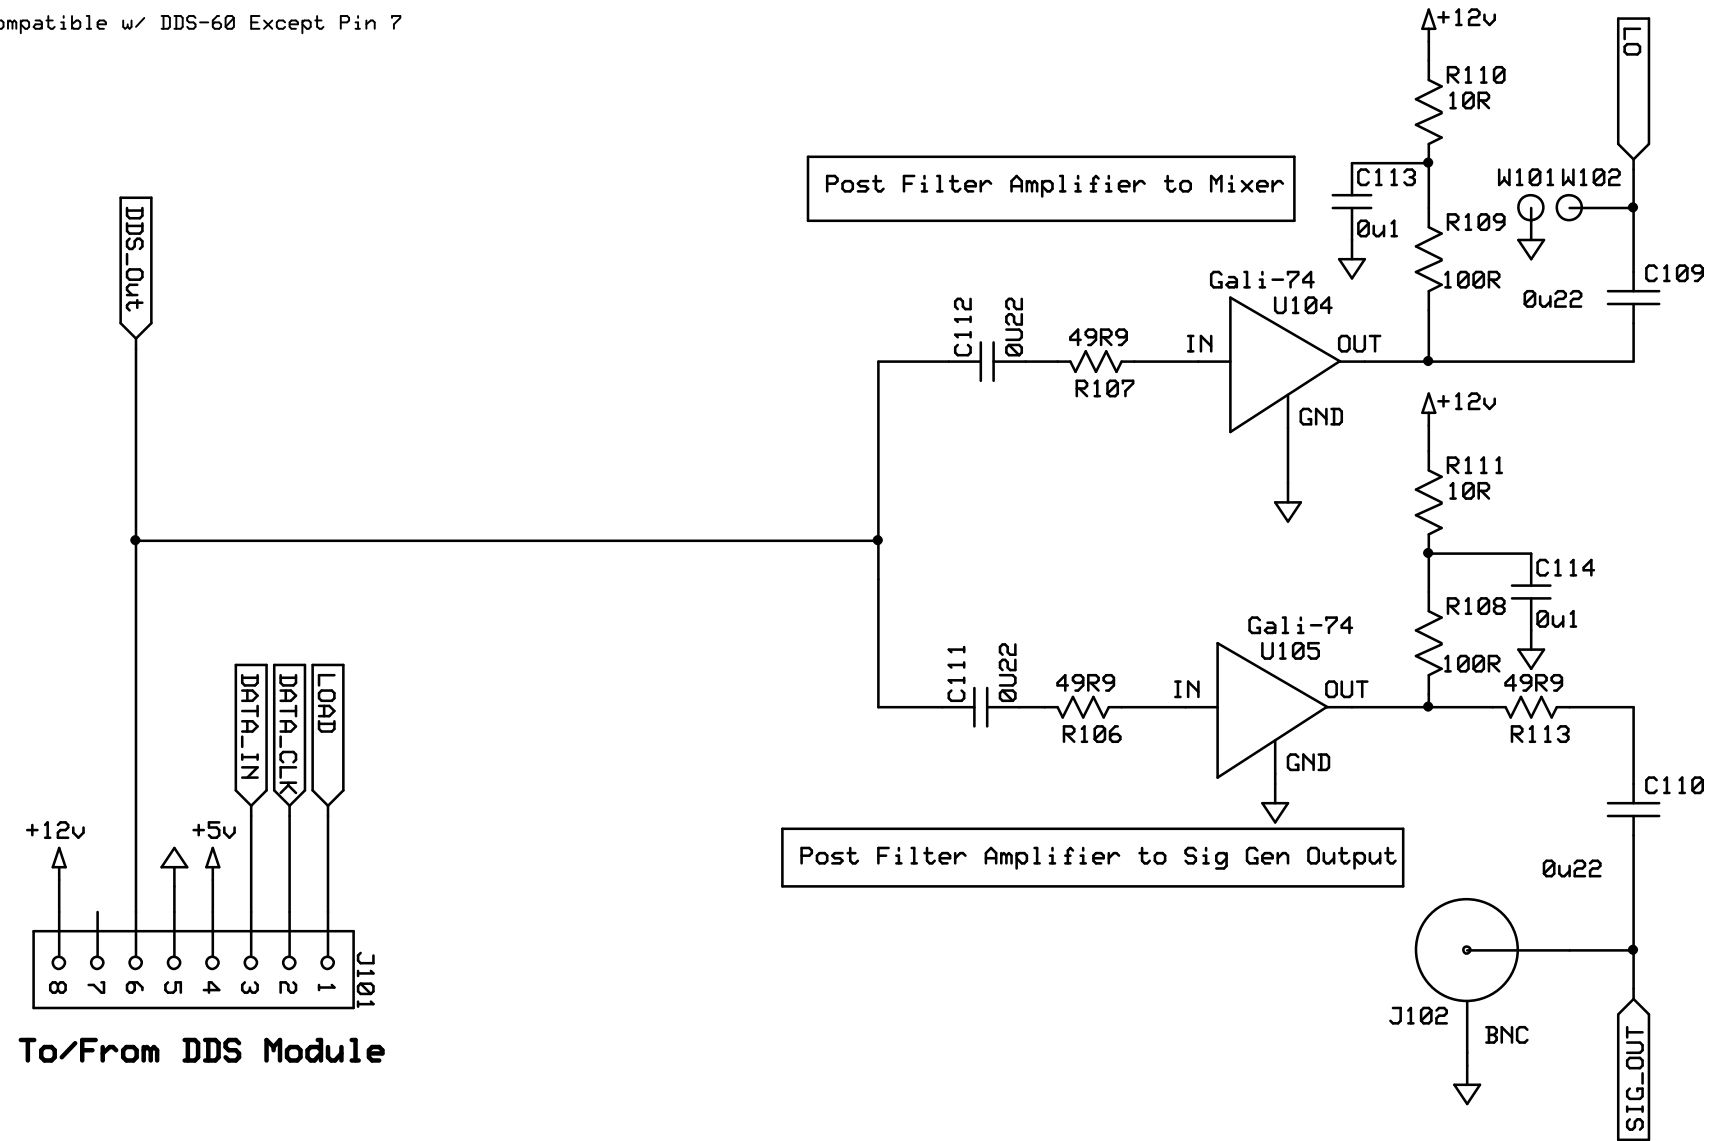 ompatible w/ DDS-60 Except Pin 7
+12v
LO
R110
10R
Post Filter Amplifier to Mixer
C113
0u1
W101 W102
R109
100R
DDS_Out
Gali-74
U104
C109
0u22
C112
0U22
49R9
R107
IN
OUT
GND
+12v
R111
10R
C114
0u1
R108
100R
Gali-74
U105
C111
0U22
49R9
R106
IN
OUT
49R9
R113
GND
DATA_IN
DATA_CLK
LOAD
C110
0u22
+12v
+5v
Post Filter Amplifier to Sig Gen Output
8 7 6 5 4 3 2 1
J101
To/From DDS Module
J102
BNC
SIG_OUT